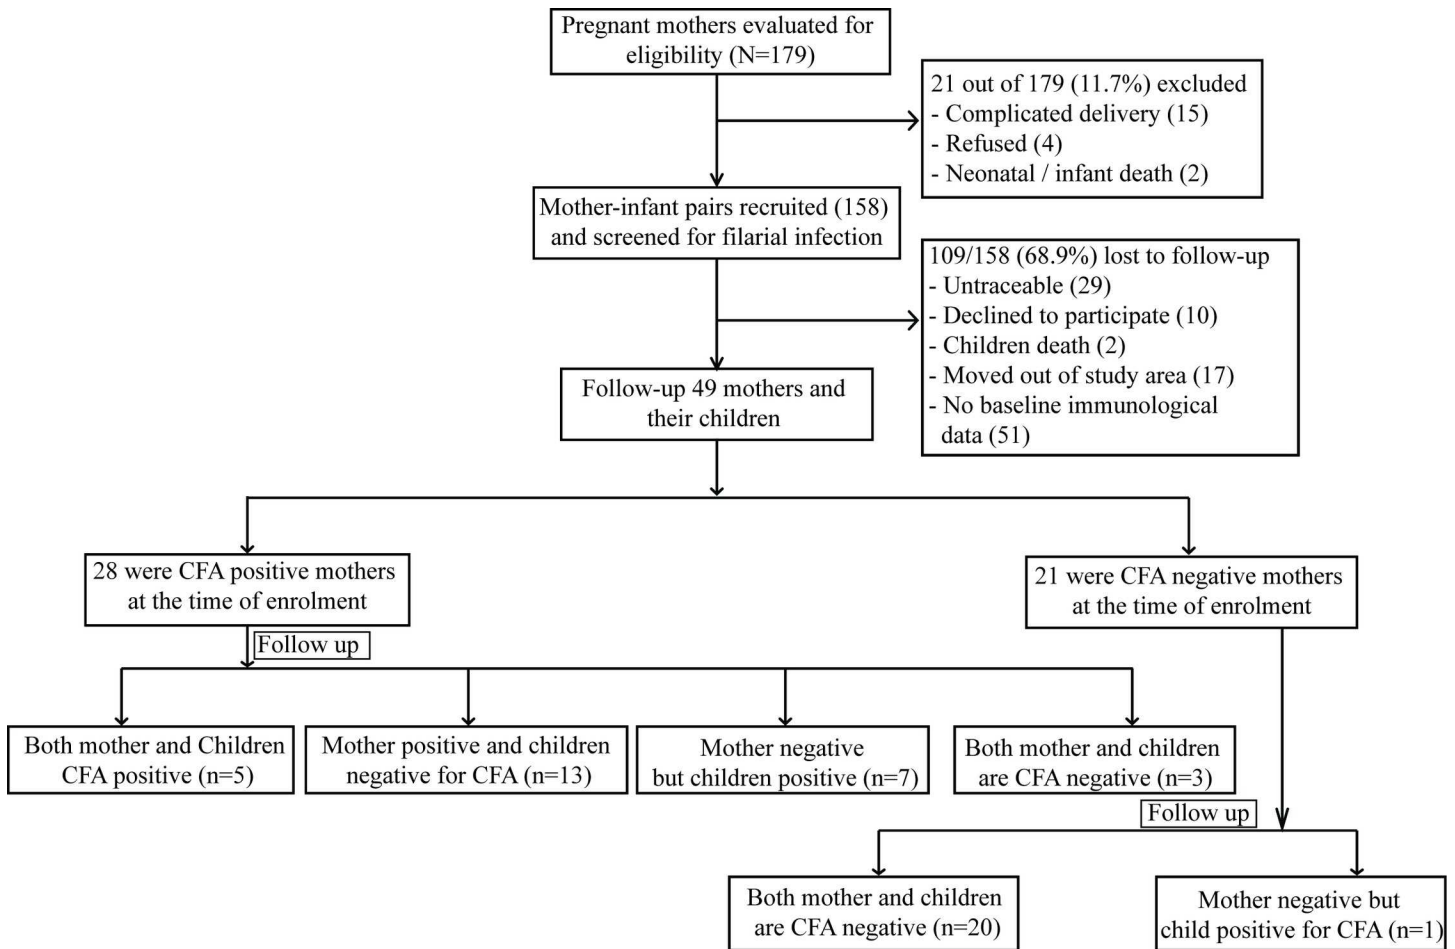 Pregnant mothers evaluated for
eligibility (N=179)
21 out of 179 (11.7%) excluded
- Complicated delivery (15)
- Refused (4)
- Neonatal / infant death (2)
Mother-infant pairs recruited (158)
and screened for filarial infection
109/158 (68.9%) lost to follow-up
- Untraceable (29)
- Declined to participate (10)
- Children death (2)
- Moved out of study area (17)
- No baseline immunological
data (51)
Follow-up 49 mothers and
their children
28 were CFA positive mothers
at the time of enrolment
21 were CFA negative mothers
at the time of enrolment
Follow up
Both mother and Children
CFA positive (n=5)
Mother positive and children
negative for CFA (n=13)
Mother negative
but children positive (n=7)
Both mother and children
are CFA negative (n=3)
Follow up
Both mother and children
are CFA negative (n=20)
Mother negative but
child positive for CFA (n=1)